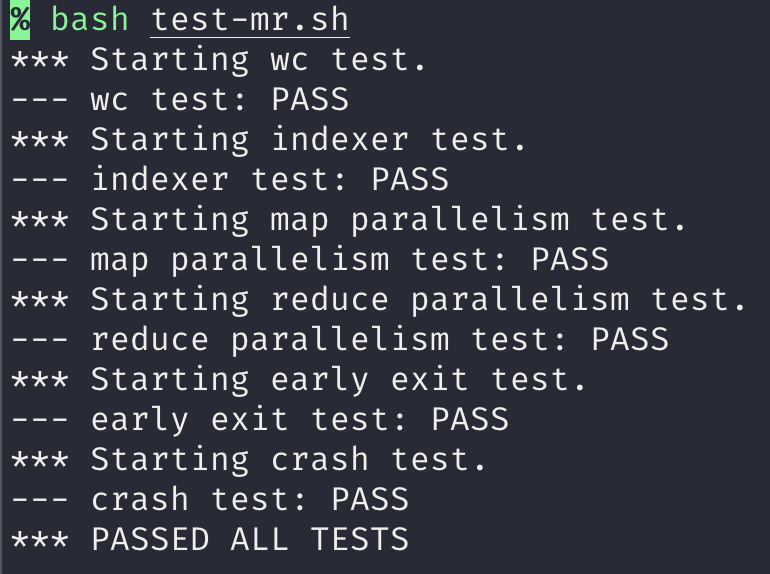 % bash test-mr.sh
*** Starting wc test.
--- wc test: PASS
*** Starting indexer test.
--- indexer test: PASS
*** Starting map parallelism test.
--- map parallelism test: PASS
*** Starting reduce parallelism test.
--- reduce parallelism test: PASS
*** Starting early exit test.
--- early exit test: PASS
*** Starting crash test.
--- crash test: PASS
*** PASSED ALL TESTS